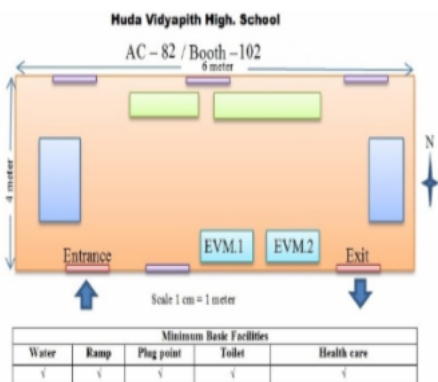 Huda Vidyapith High. School
AC – 82 / Booth –102
6 meter
4 meter
N
EVM.1 EVM.2
Entrance Exit
Scale 1 cm = 1 meter
Minimum Basic Facilities
Water Ramp Plug point Toilet Health care
√ √ √ √ √